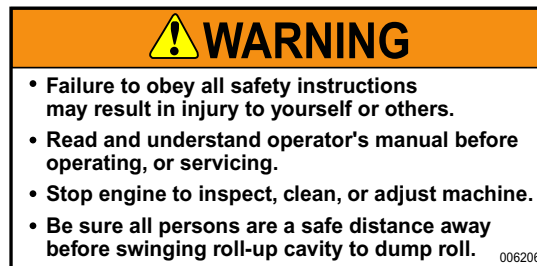 WARNING
• Failure to obey all safety instructions
may result in injury to yourself or others.
• Read and understand operator's manual before
operating, or servicing.
• Stop engine to inspect, clean, or adjust machine.
• Be sure all persons are a safe distance away
before swinging roll-up cavity to dump roll.
006206